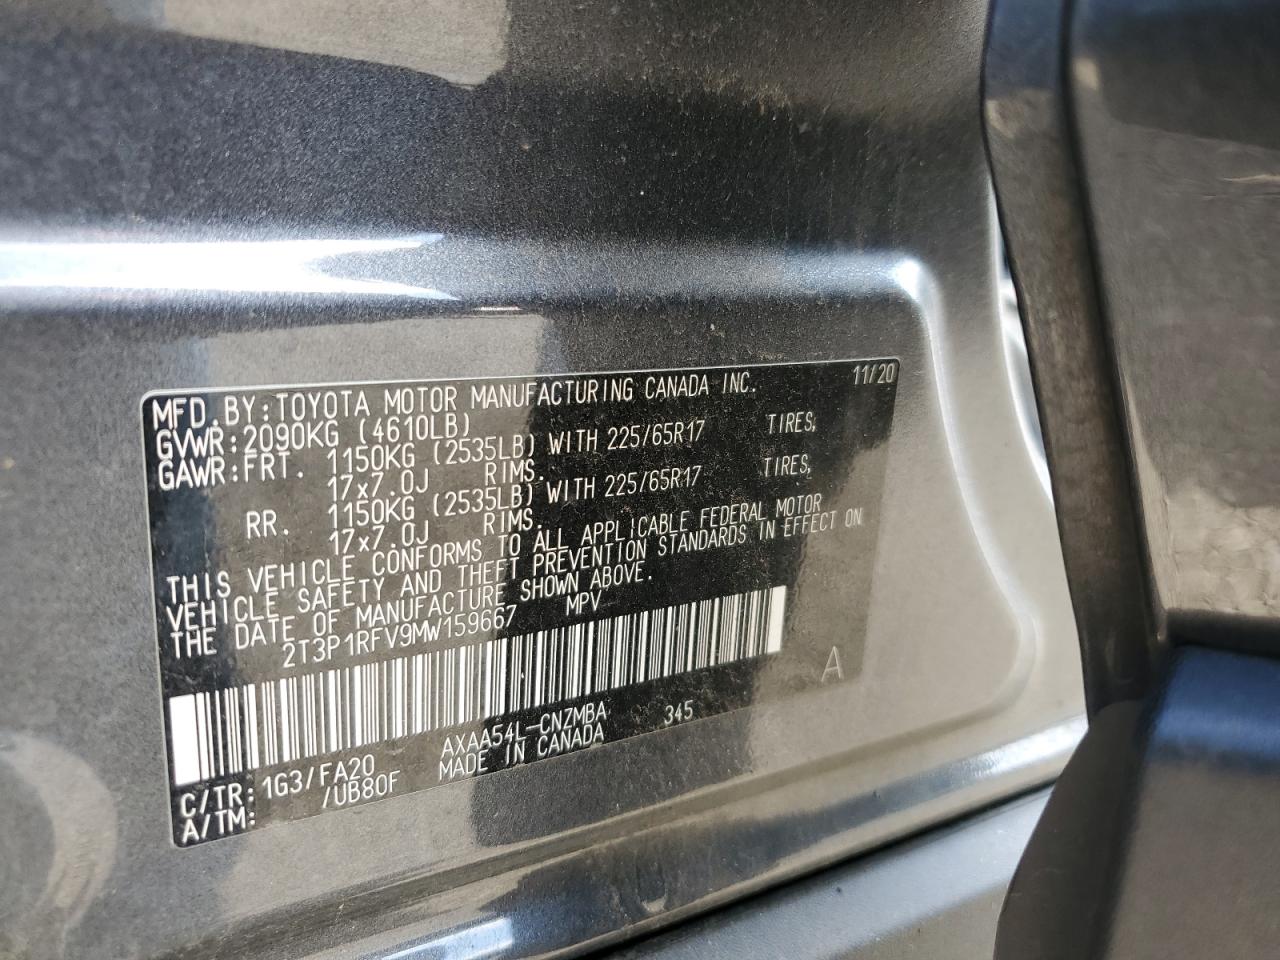 MFD.BY:TOYOTA MOTOR MANUFACTURING CANADA INC. 11/20
GVWR:2090KG (4610LB)
GAWR:FRT. 1150KG (2535LB) WITH 225/65R17 TIRES,
17x7.0J RIMS.
RR. 1150KG (2535LB) WITH 225/65R17 TIRES,
17x7.0J RIMS.
THIS VEHICLE CONFORMS TO ALL APPLICABLE FEDERAL MOTOR
VEHICLE SAFETY AND THEFT PREVENTION STANDARDS IN EFFECT ON
THE DATE OF MANUFACTURE SHOWN ABOVE.
2T3P1RFV9MW159667 MPV
A
AXAA54L-CNZMBA 345
MADE IN CANADA
C/TR:1G3/FA20
A/TM: /UB80F